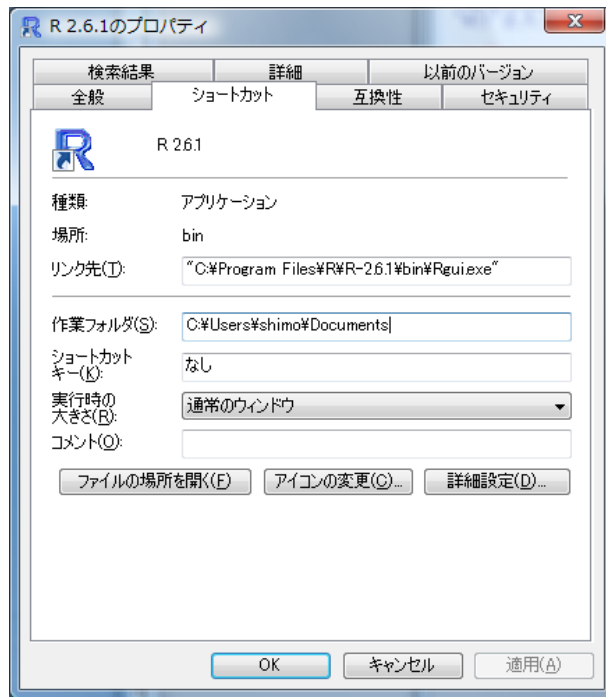 R 2.6.1のプロパティ
検索結果 詳細 以前のバージョン
全般 ショートカット 互換性 セキュリティ
R 2.6.1
種類: アプリケーション
場所: bin
リンク先(T): "C:¥Program Files¥R¥R-2.6.1¥bin¥Rgui.exe"
作業フォルダ(S): C:¥Users¥shimo¥Documents
ショートカット
キー(K): なし
実行時の
大きさ(R): 通常のウィンドウ
コメント(O):
ファイルの場所を開く(F) アイコンの変更(C)... 詳細設定(D)...
OK キャンセル 適用(A)